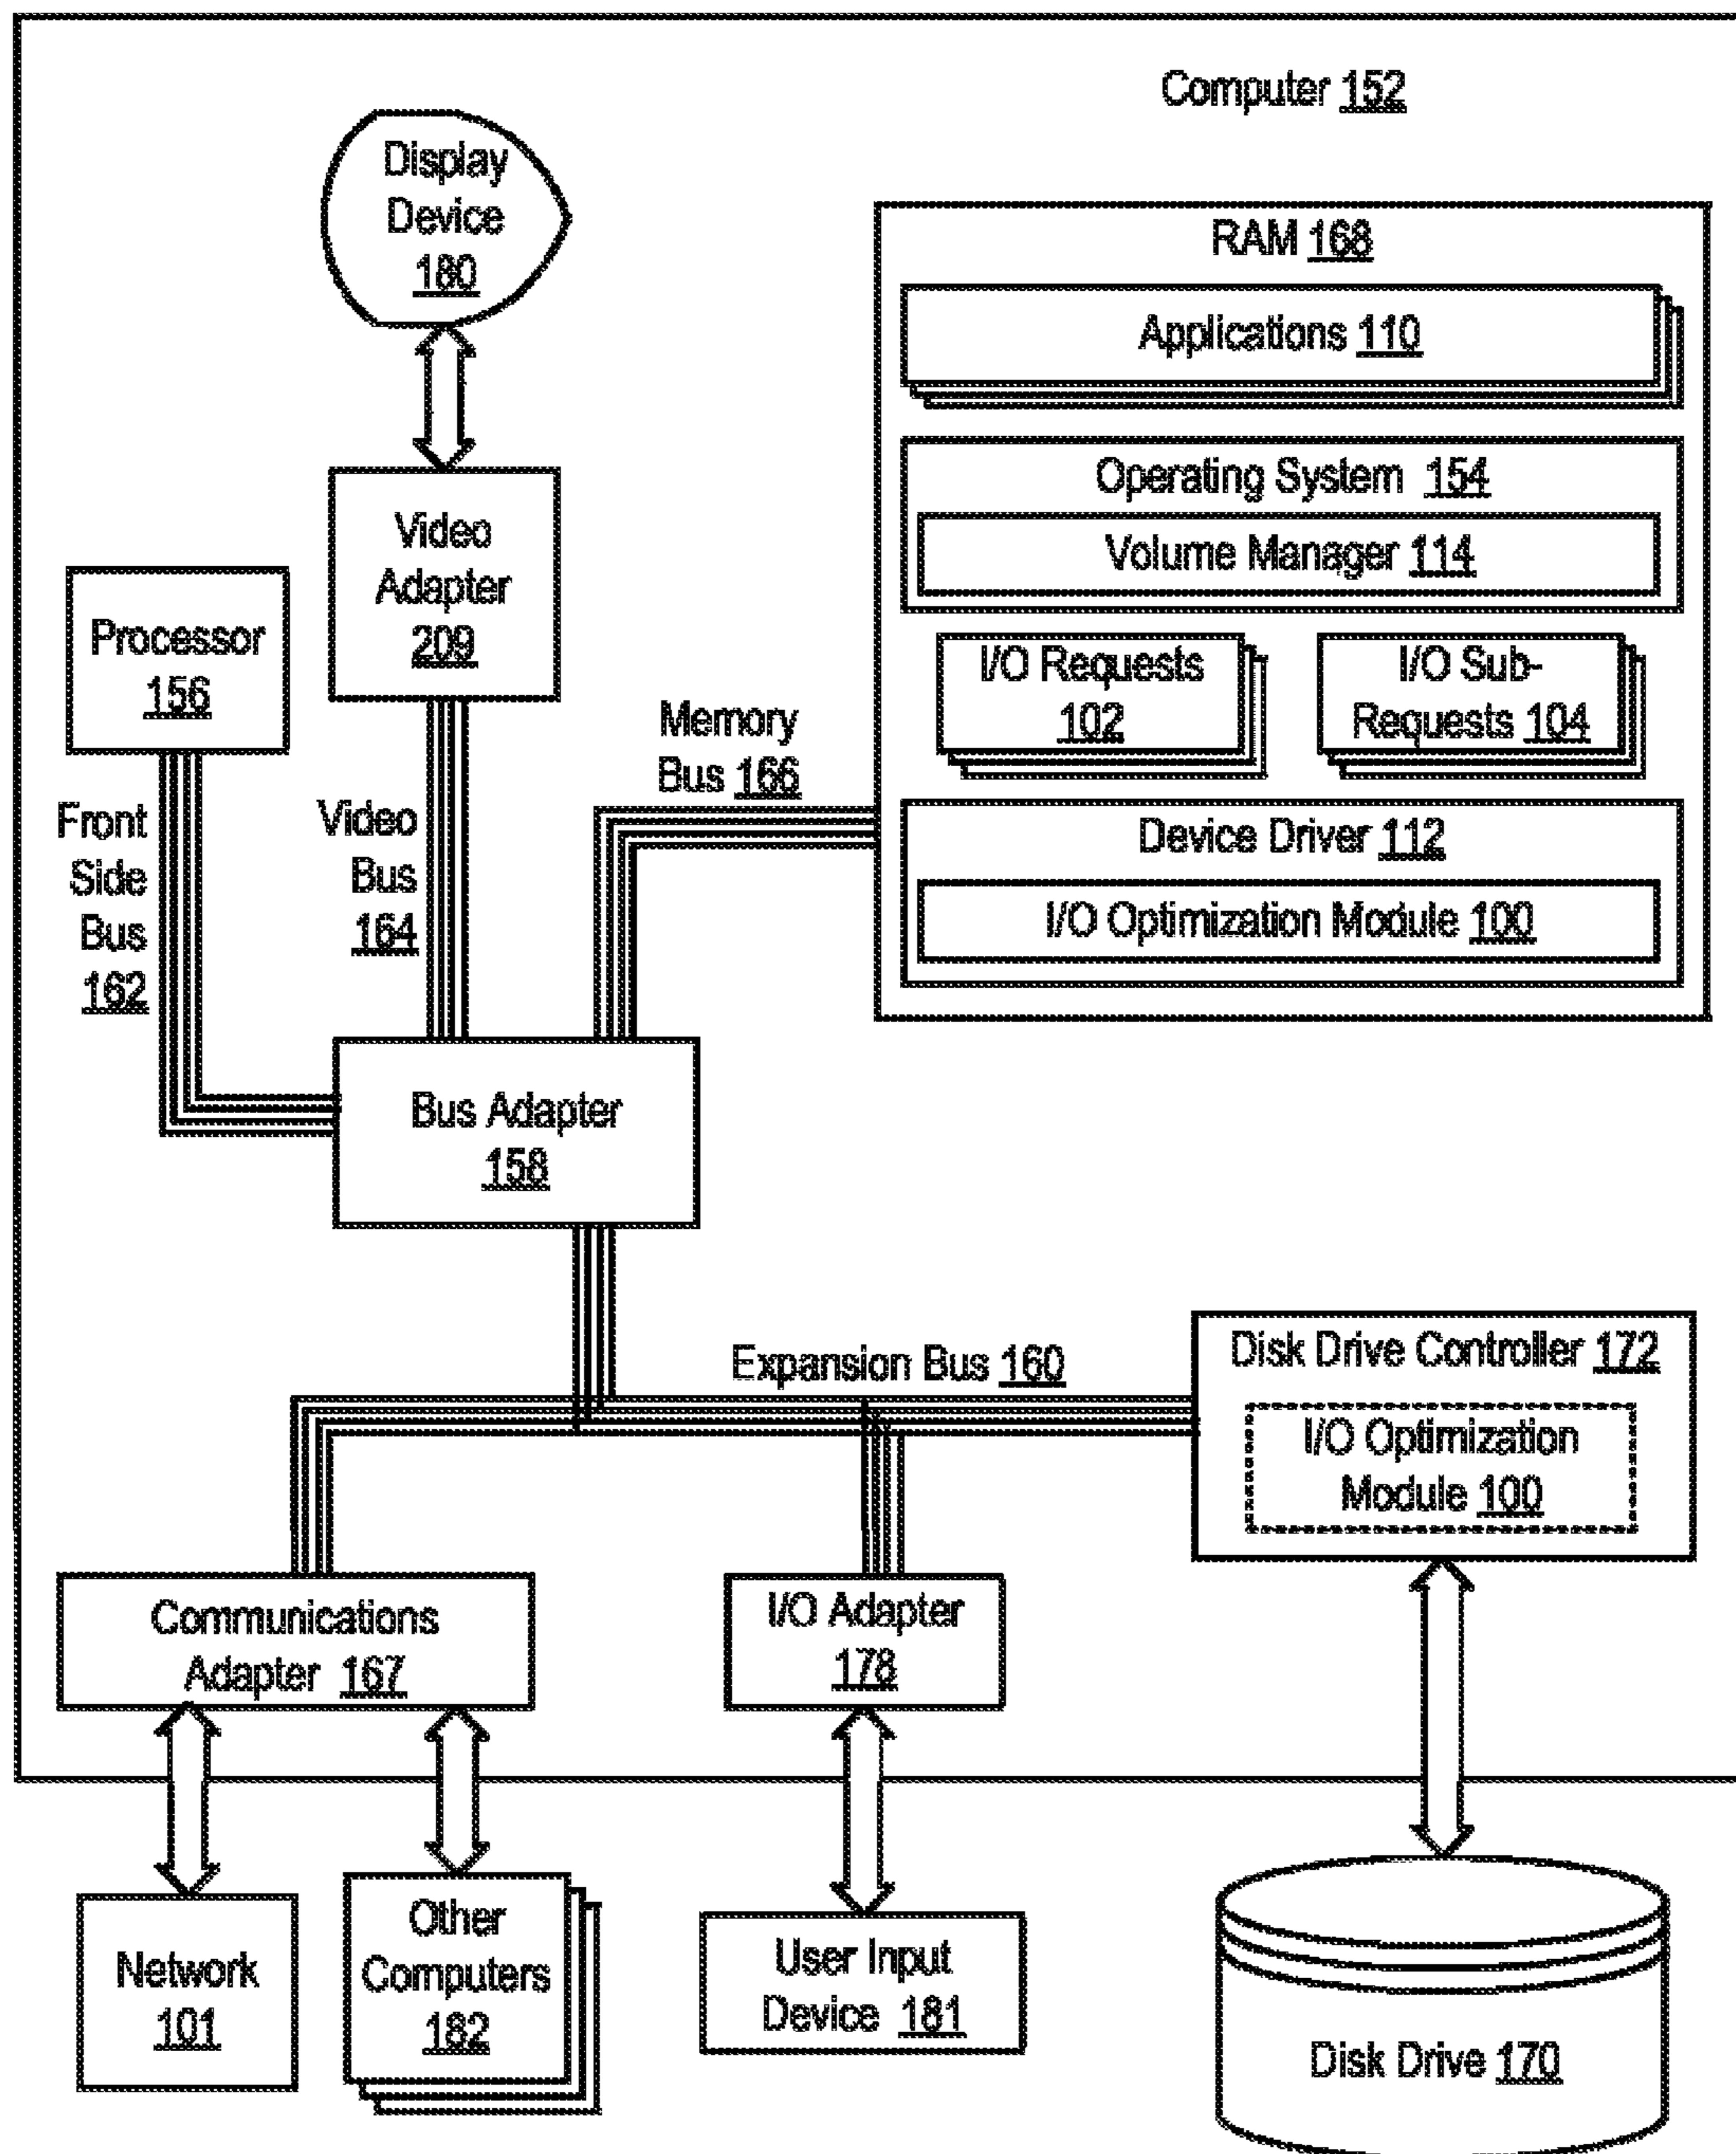 Computer 152
Display
Device
180
RAM 168
Applications 110
Operating System 154
Volume Manager 114
Video
Adapter
209
Processor
156
I/O Requests
102
I/O Sub-
Requests 104
Memory
Bus 166
Front
Side
Bus
162
Video
Bus
164
Device Driver 112
I/O Optimization Module 100
Bus Adapter
158
Expansion Bus 160
Disk Drive Controller 172
I/O Optimization
Module 100
Communications
Adapter 167
I/O Adapter
178
Network
101
Other
Computers
182
User Input
Device 181
Disk Drive 170